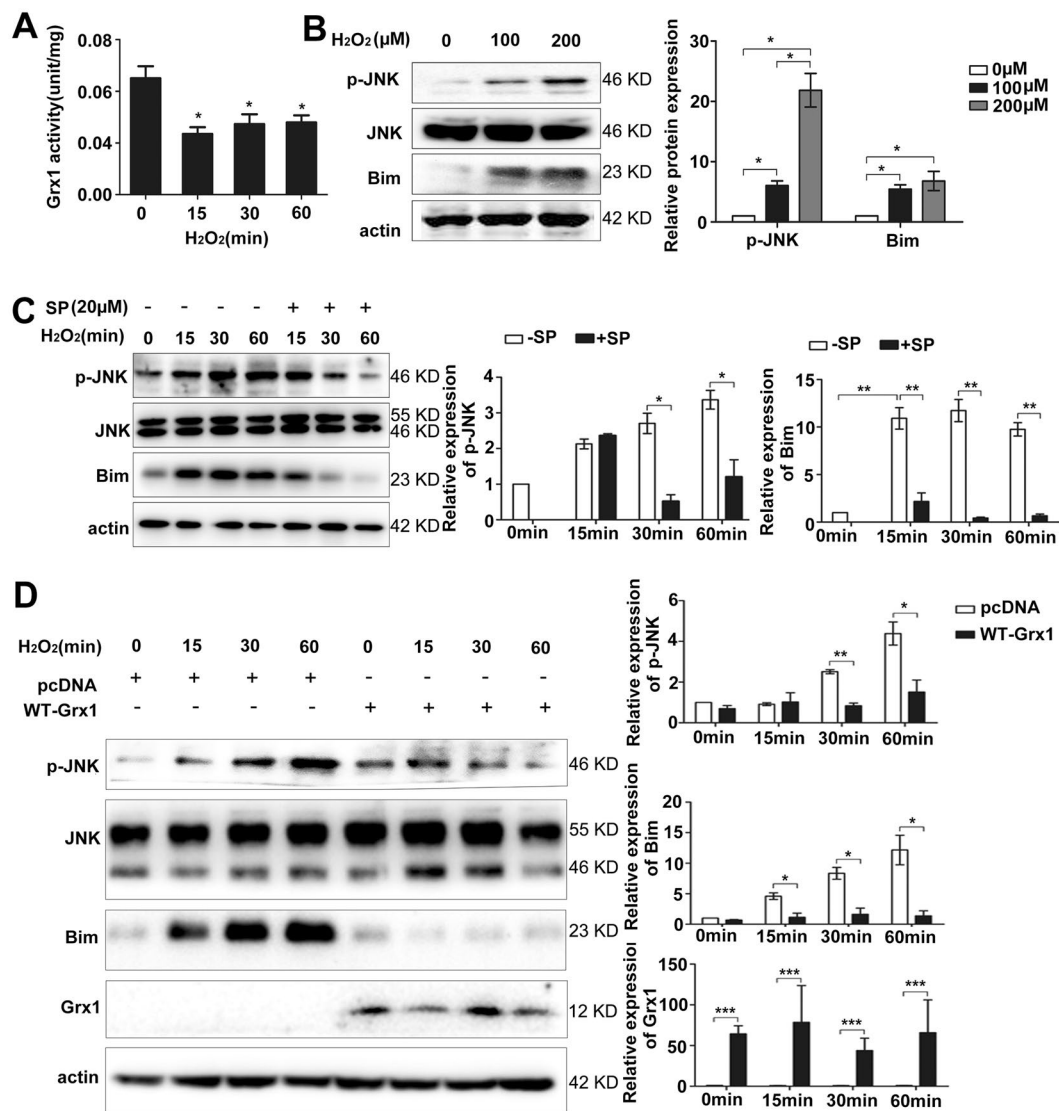 A
Grx1 activity(unit/mg)
0.08
0.06
0.04
0.02
0.00
* * *
0 15 30 60
H₂O₂(min)
B
H₂O₂(μM) 0 100 200
p-JNK 46 KD
JNK 46 KD
Bim 23 KD
actin 42 KD
Relative protein expression
30
20
10
0
* * * * *
p-JNK Bim
0μM
100μM
200μM
C
SP(20μM) - - - - + + +
H₂O₂(min) 0 15 30 60 15 30 60
p-JNK 46 KD
JNK 55 KD
46 KD
Bim 23 KD
actin 42 KD
-SP +SP
Relative expression
of p-JNK
4
3
2
1
0
* *
0min 15min 30min 60min
-SP +SP
Relative expression
of Bim
15
10
5
0
** ** ** **
0min 15min 30min 60min
D
H₂O₂(min) 0 15 30 60 0 15 30 60
pcDNA + + + + - - - -
WT-Grx1 - - - - + + + +
p-JNK 46 KD
JNK 55 KD
46 KD
Bim 23 KD
Grx1 12 KD
actin 42 KD
Relative expression
of p-JNK
6
4
2
0
** *
0min 15min 30min 60min
pcDNA
WT-Grx1
Relative expression
of Bim
20
15
10
5
0
* * *
0min 15min 30min 60min
Relative expression
of Grx1
150
100
50
0
*** *** *** ***
0min 15min 30min 60min